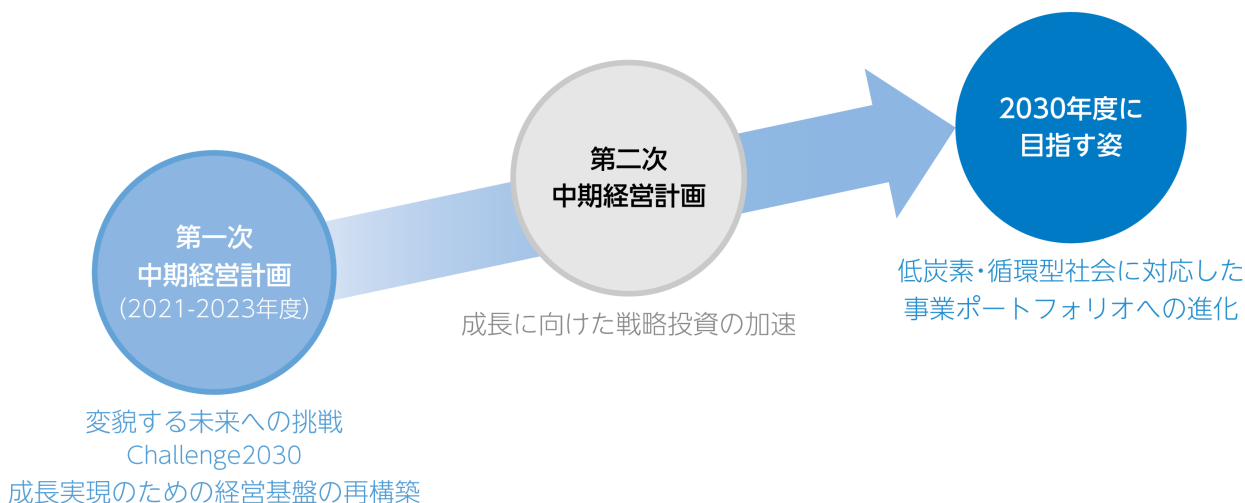 第一次
中期経営計画
(2021-2023年度)
変貌する未来への挑戦
Challenge2030
成長実現のための経営基盤の再構築
第二次
中期経営計画
成長に向けた戦略投資の加速
2030年度に
目指す姿
低炭素・循環型社会に対応した
事業ポートフォリオへの進化